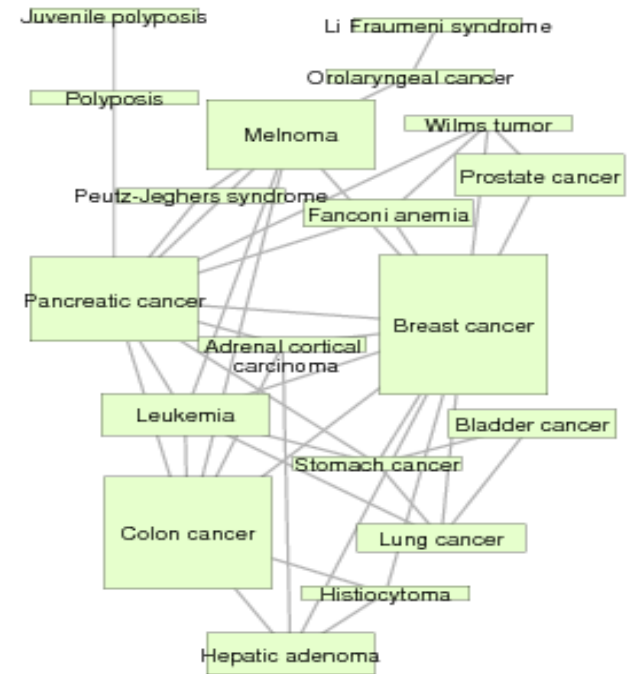 Juvenile polyposis
Li Fraumeni syndrome
Orolaryngeal cancer
Polyposis
Melnoma
Wilms tumor
Prostate cancer
Peutz-Jeghers syndrome
Fanconi anemia
Pancreatic cancer
Breast cancer
Adrenal cortical
carcinoma
Leukemia
Bladder cancer
Stomach cancer
Colon cancer
Lung cancer
Histiocytoma
Hepatic adenoma